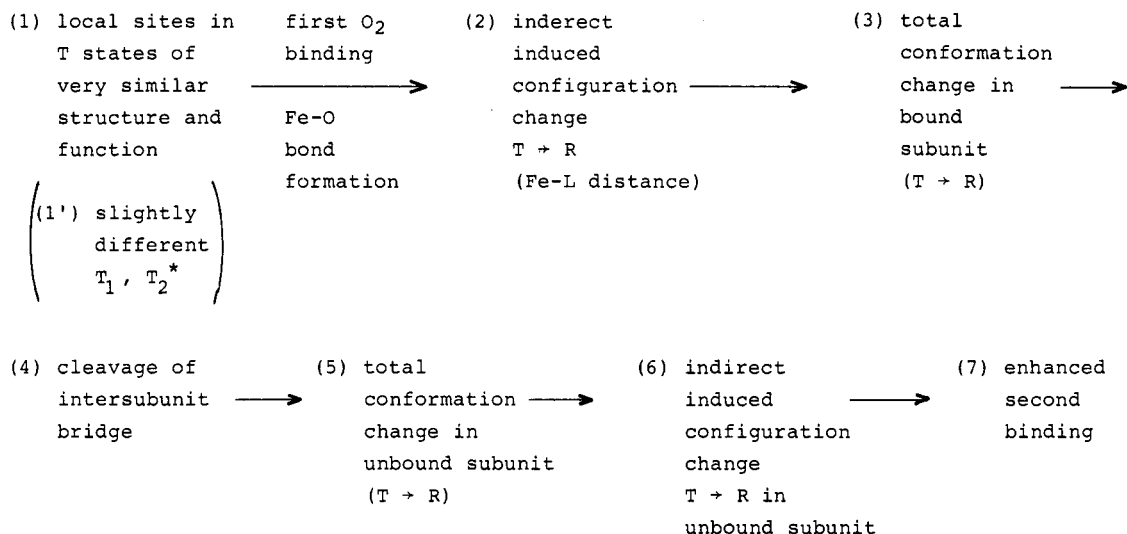 (1) local sites in
T states of
very similar
structure and
function
first O2
binding
Fe-O
bond
formation
(2) inderect
induced
configuration
change
T → R
(Fe-L distance)
(3) total
conformation
change in
bound
subunit
(T → R)
(1') slightly
different
T1 , T2*
(4) cleavage of
intersubunit
bridge
(5) total
conformation
change in
unbound subunit
(T → R)
(6) indirect
induced
configuration
change
T → R in
unbound subunit
(7) enhanced
second
binding